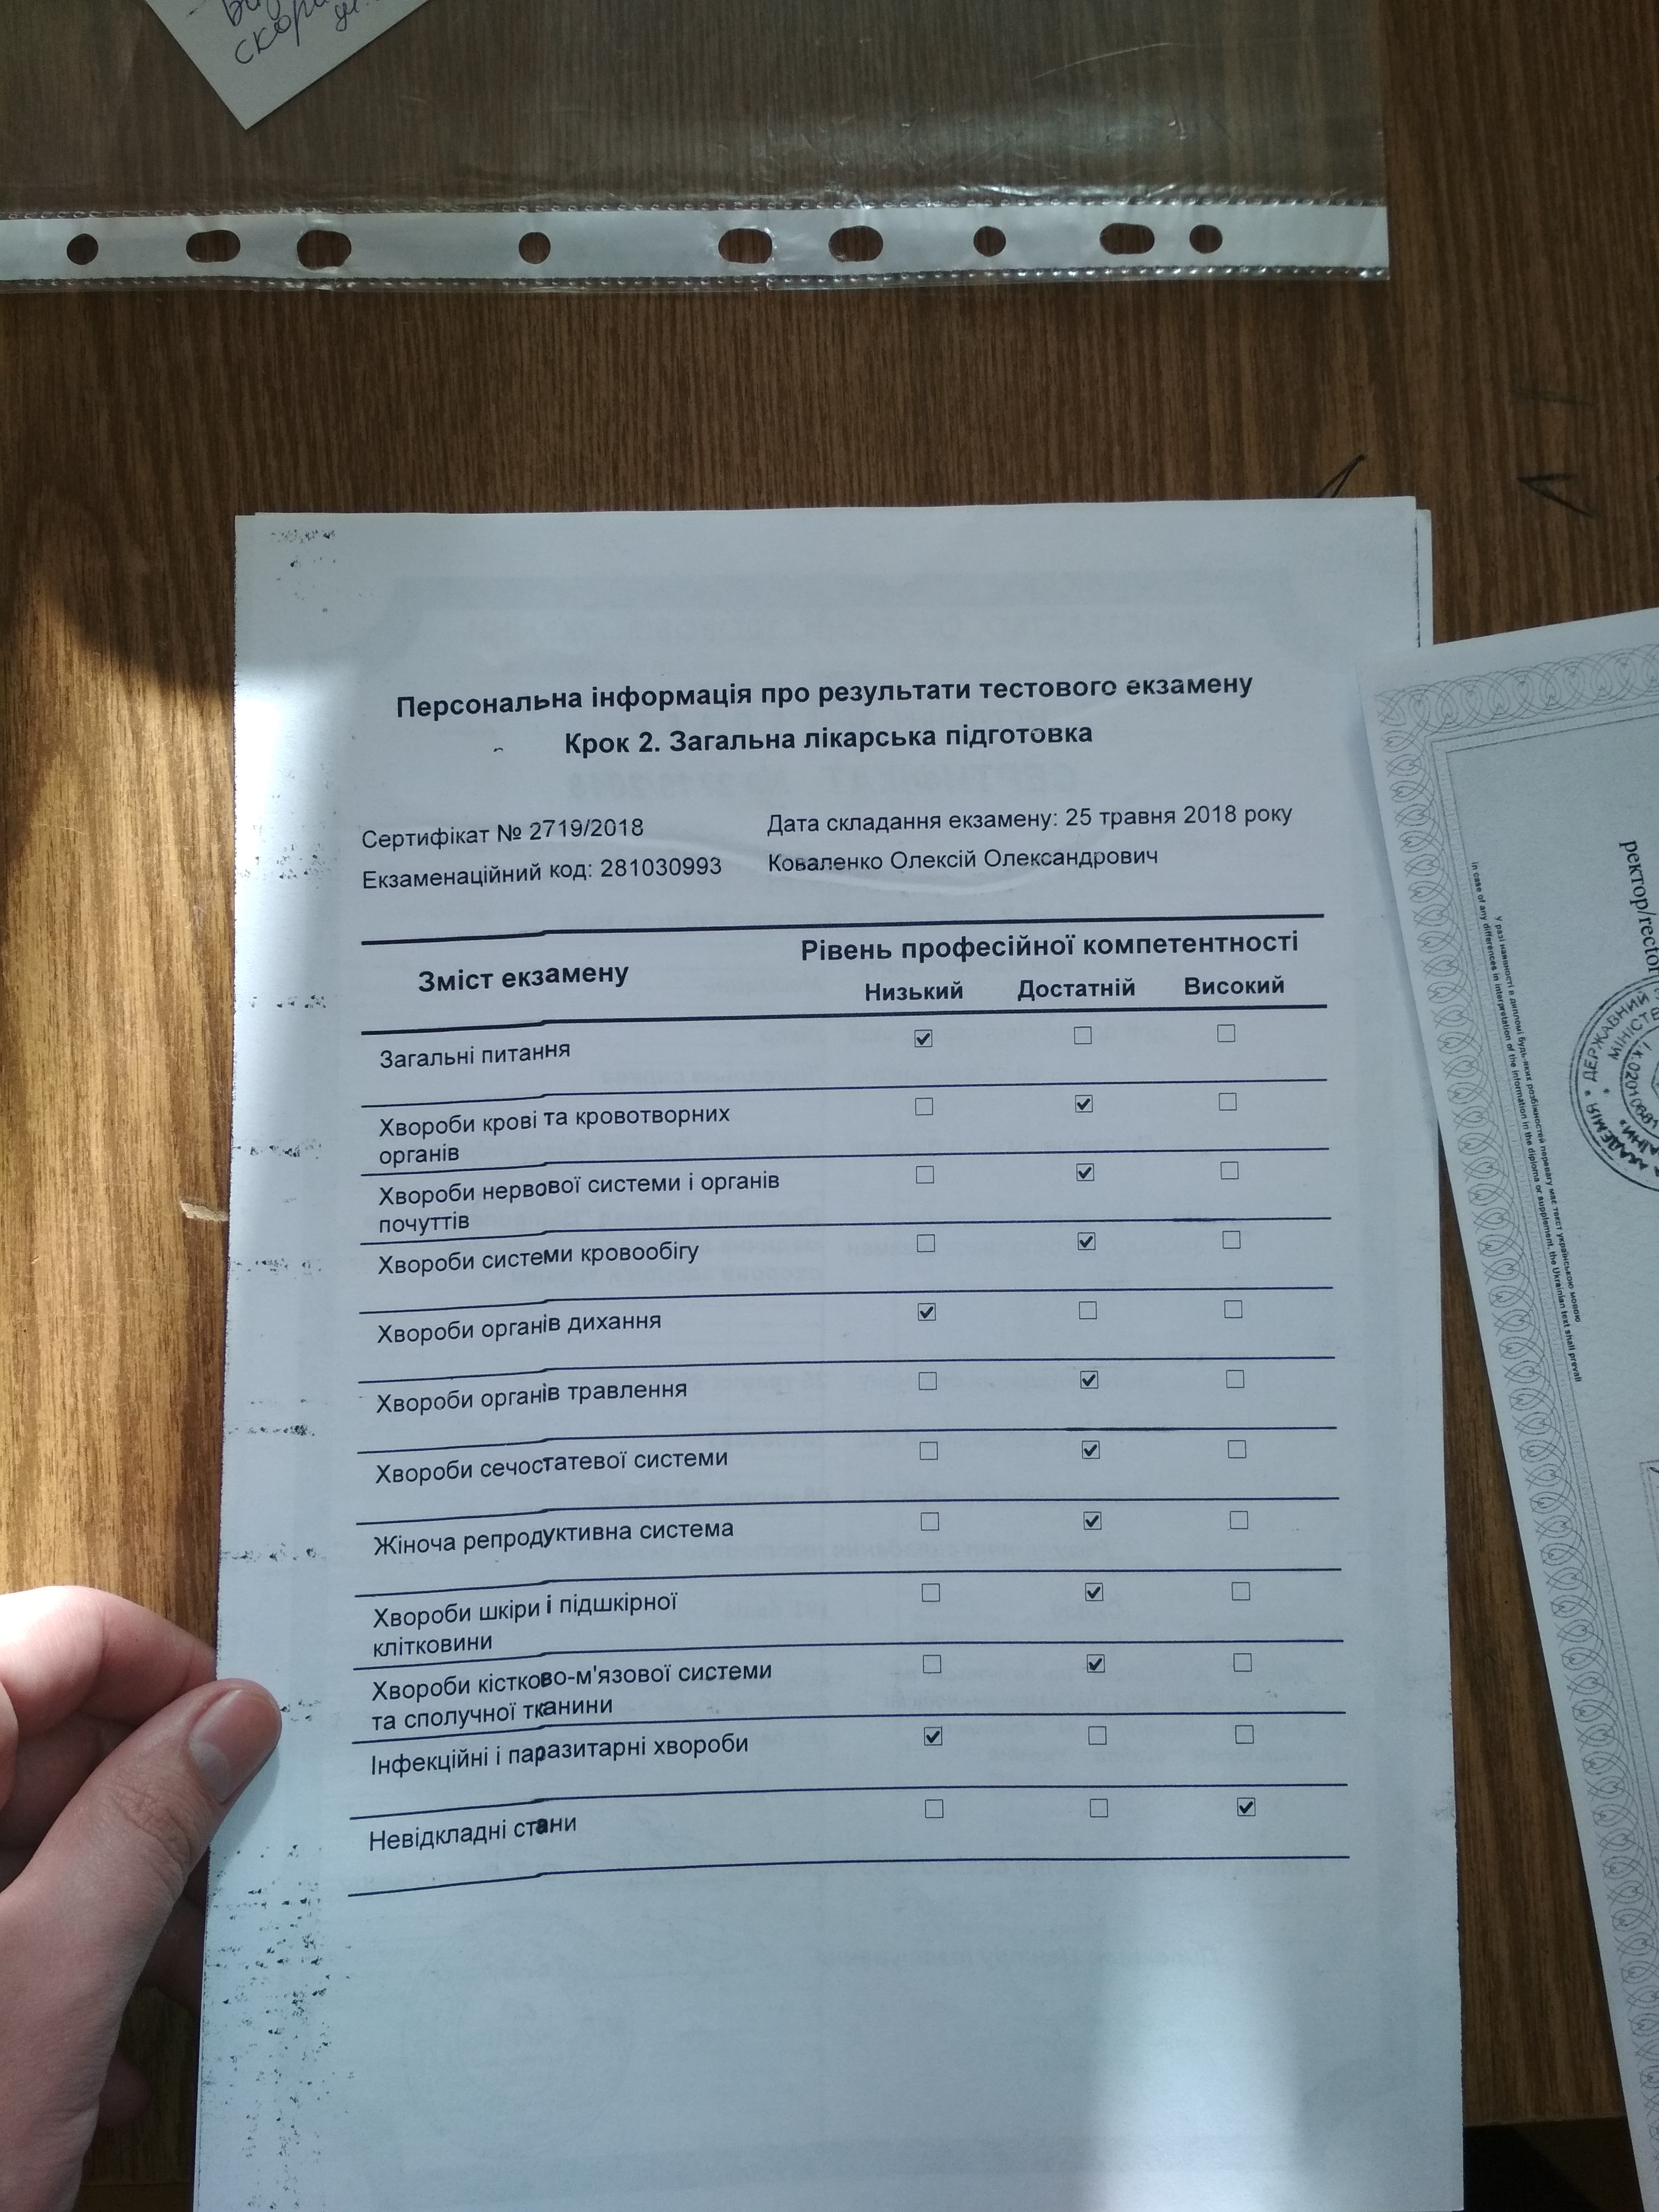 скор
Персональна інформація про результати тестового екзамену
Крок 2. Загальна лікарська підготовка
Сертифікат № 2719/2018
Дата складання екзамену: 25 травня 2018 року
Екзаменаційний код: 281030993
Коваленко Олексій Олександрович
Зміст екзамену
Рівень професійної компетентності
Низький Достатній Високий
Загальні питання
Хвороби крові та кровотворних
органів
Хвороби нервової системи і органів
почуттів
Хвороби системи кровообігу
Хвороби органів дихання
Хвороби органів травлення
Хвороби сечостатевої системи
Жіноча репродуктивна система
Хвороби шкіри і підшкірної
клітковини
Хвороби кістково-м'язової системи
та сполучної тканини
Інфекційні і паразитарні хвороби
Невідкладні стани
ректор/rector
У разі наявності в дипломі будь-яких розбіжностей перевагу має текст українською мовою
In case of any differences in interpretation of the information in the diploma or supplement, the Ukrainian text shall prevail
ДЕРЖАВНИЙ